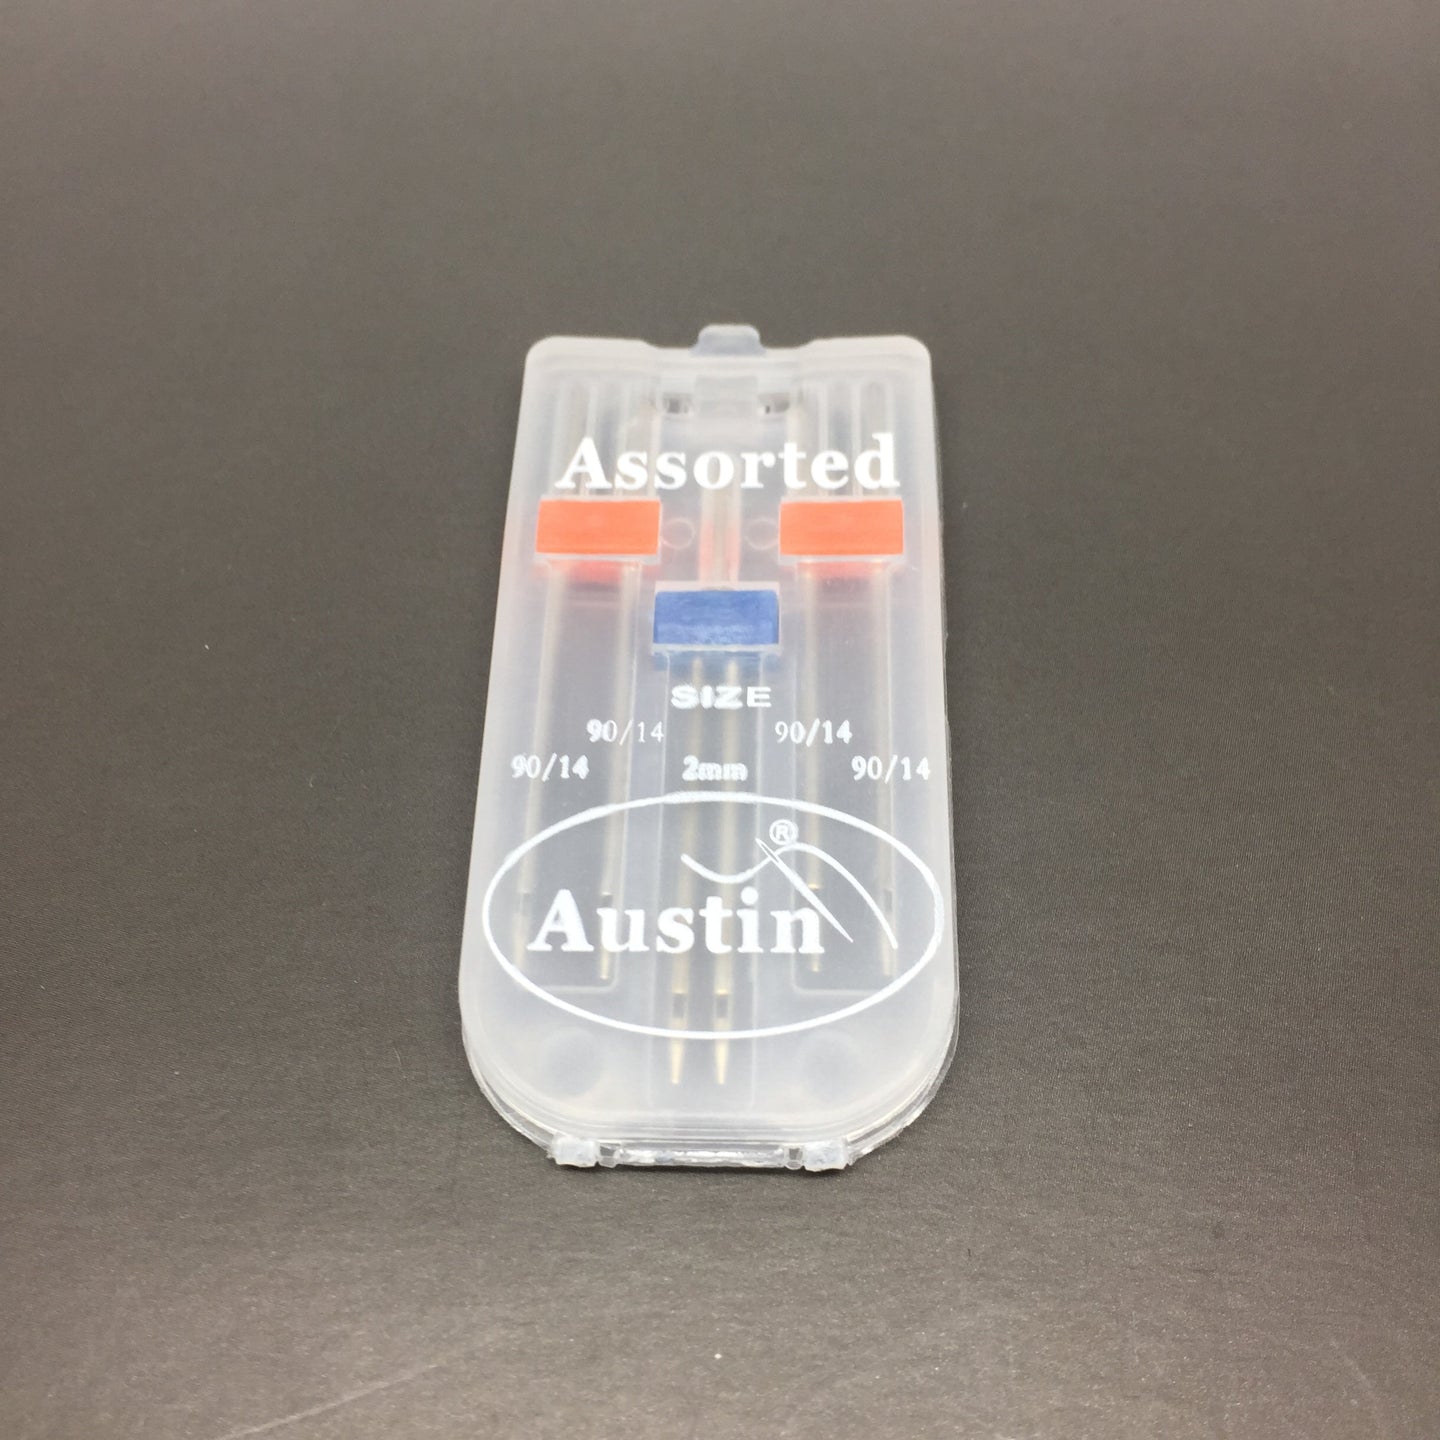 Assorted
SIZE
90/14 90/14
90/14 2mm 90/14
®
Austin